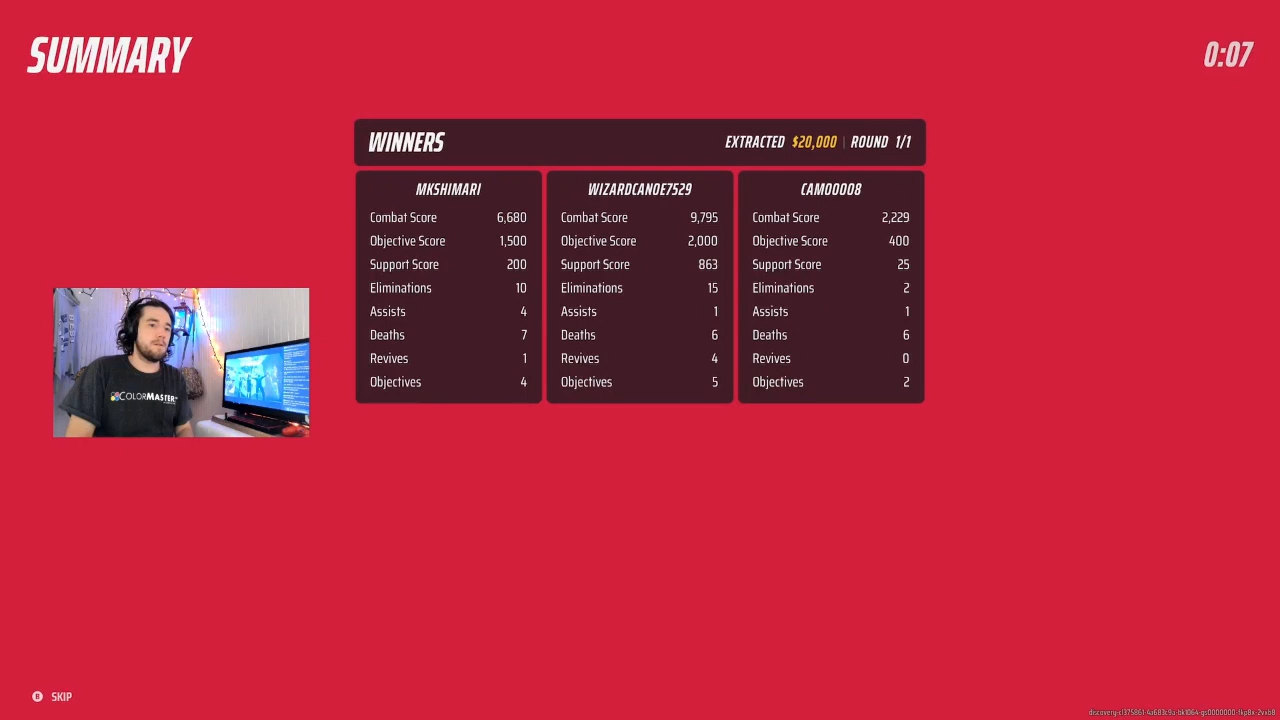 SUMMARY
0:07
WINNERS EXTRACTED $20,000 | ROUND 1/1
MKSHIMARI WIZARDCANOE7529 CAM00008
Combat Score 6,680 Combat Score 9,795 Combat Score 2,229
Objective Score 1,500 Objective Score 2,000 Objective Score 400
Support Score 200 Support Score 863 Support Score 25
Eliminations 10 Eliminations 15 Eliminations 2
Assists 4 Assists 1 Assists 1
Deaths 7 Deaths 6 Deaths 6
Revives 1 Revives 4 Revives 0
Objectives 4 Objectives 5 Objectives 2
COLORMASTER
B SKIP